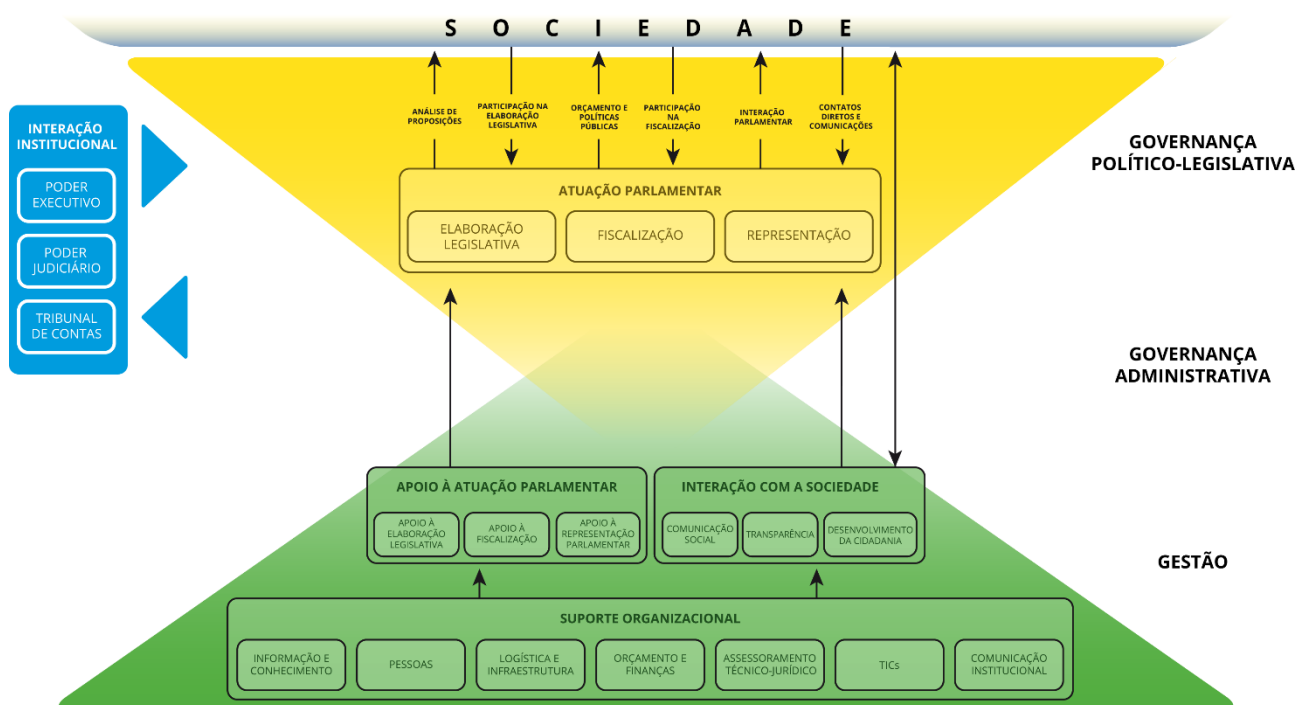 S O C I E D A D E
ANÁLISE DE
PROPOSIÇÕES
PARTICIPAÇÃO NA
ELABORAÇÃO
LEGISLATIVA
ORÇAMENTO E
POLÍTICAS
PÚBLICAS
PARTICIPAÇÃO
NA
FISCALIZAÇÃO
INTERAÇÃO
PARLAMENTAR
CONTATOS
DIRETOS E
COMUNICAÇÕES
INTERAÇÃO
INSTITUCIONAL
PODER
EXECUTIVO
PODER
JUDICIÁRIO
TRIBUNAL
DE CONTAS
GOVERNANÇA
POLÍTICO-LEGISLATIVA
ATUAÇÃO PARLAMENTAR
ELABORAÇÃO
LEGISLATIVA
FISCALIZAÇÃO
REPRESENTAÇÃO
GOVERNANÇA
ADMINISTRATIVA
APOIO À ATUAÇÃO PARLAMENTAR
APOIO À
ELABORAÇÃO
LEGISLATIVA
APOIO À
FISCALIZAÇÃO
APOIO À
REPRESENTAÇÃO
PARLAMENTAR
INTERAÇÃO COM A SOCIEDADE
COMUNICAÇÃO
SOCIAL
TRANSPARÊNCIA
DESENVOLVIMENTO
DA CIDADANIA
GESTÃO
SUPORTE ORGANIZACIONAL
INFORMAÇÃO E
CONHECIMENTO
PESSOAS
LOGÍSTICA E
INFRAESTRUTURA
ORÇAMENTO E
FINANÇAS
ASSESSORAMENTO
TÉCNICO-JURÍDICO
TICs
COMUNICAÇÃO
INSTITUCIONAL